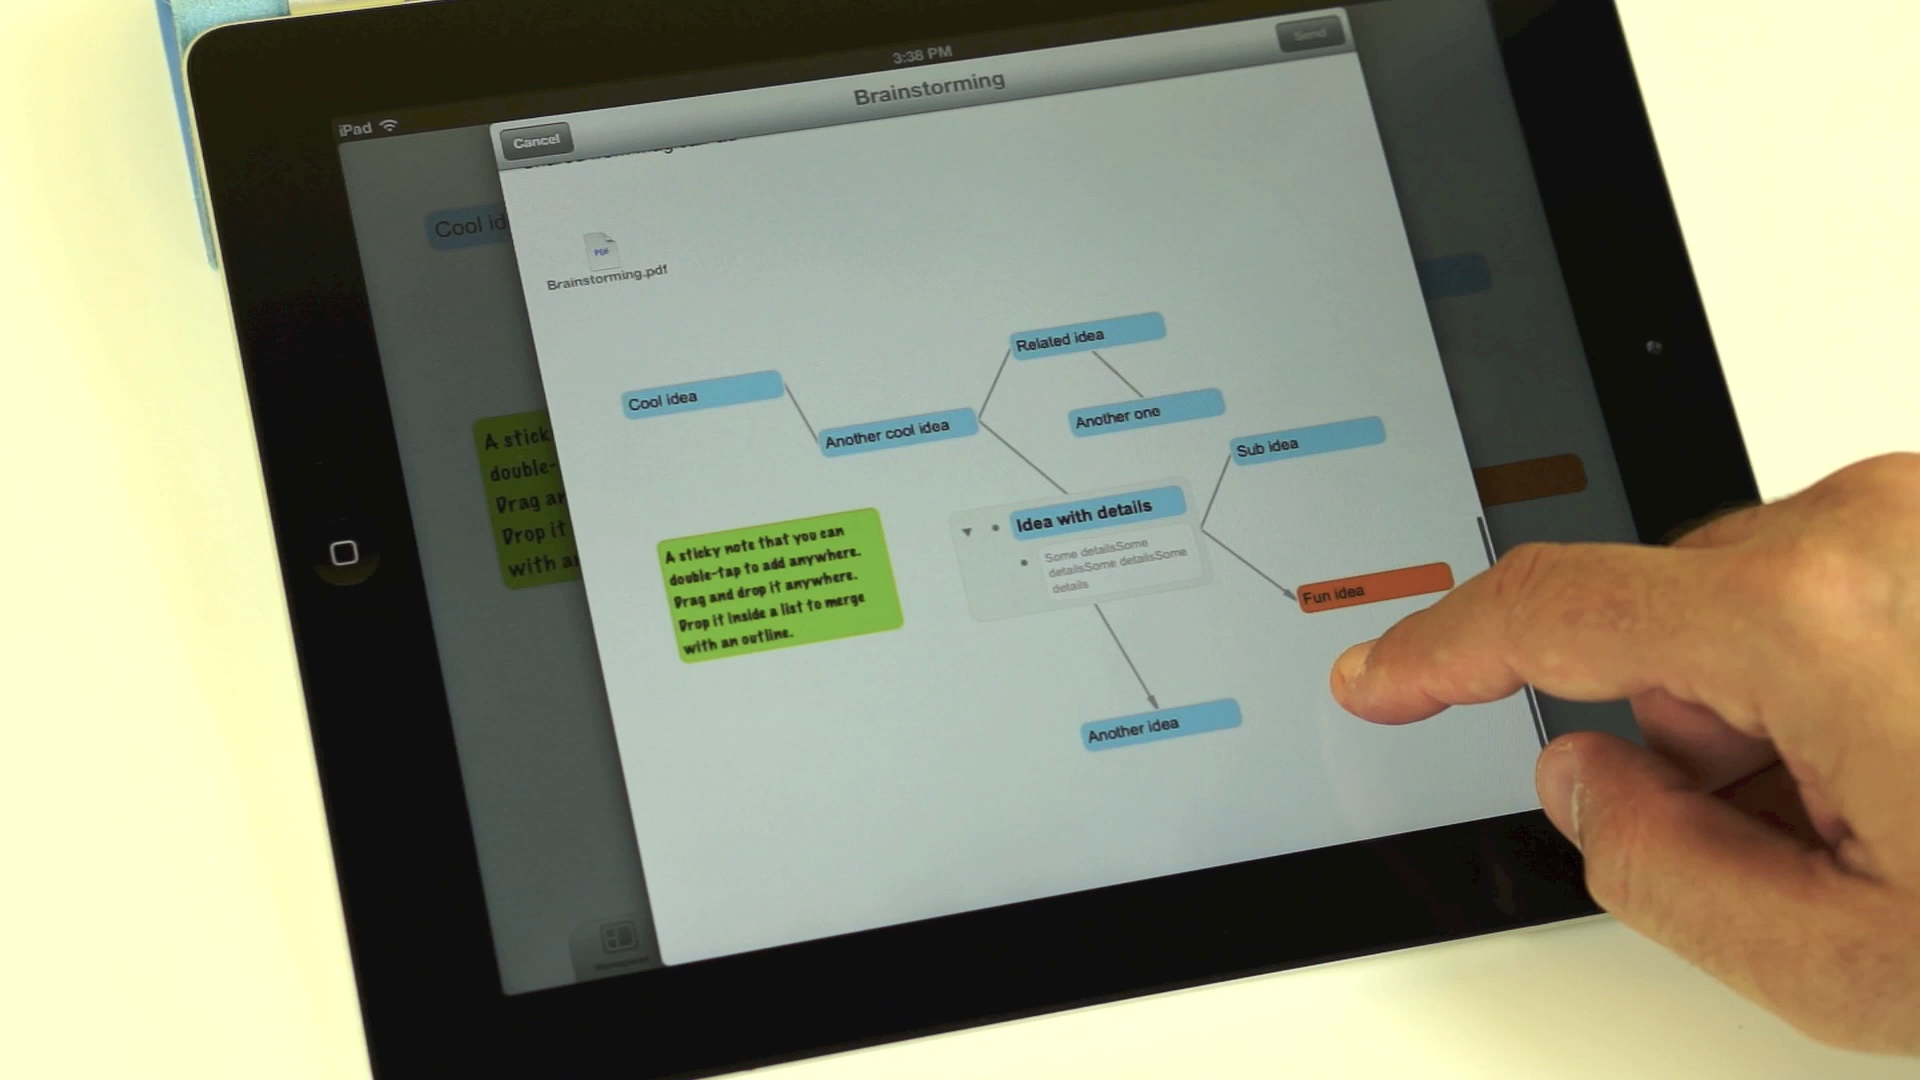 3:38 PM
iPad
Brainstorming
Send
Cancel
Cool id
PDF
Brainstorming.pdf
Related idea
Cool idea
Another one
Another cool idea
Sub idea
A stick
double-
Drag an
Drop it
with an
Idea with details
Some detailsSome
detailsSome detailsSome
details
A sticky note that you can
double-tap to add anywhere.
Drag and drop it anywhere.
Drop it inside a list to merge
with an outline.
Fun idea
Another idea